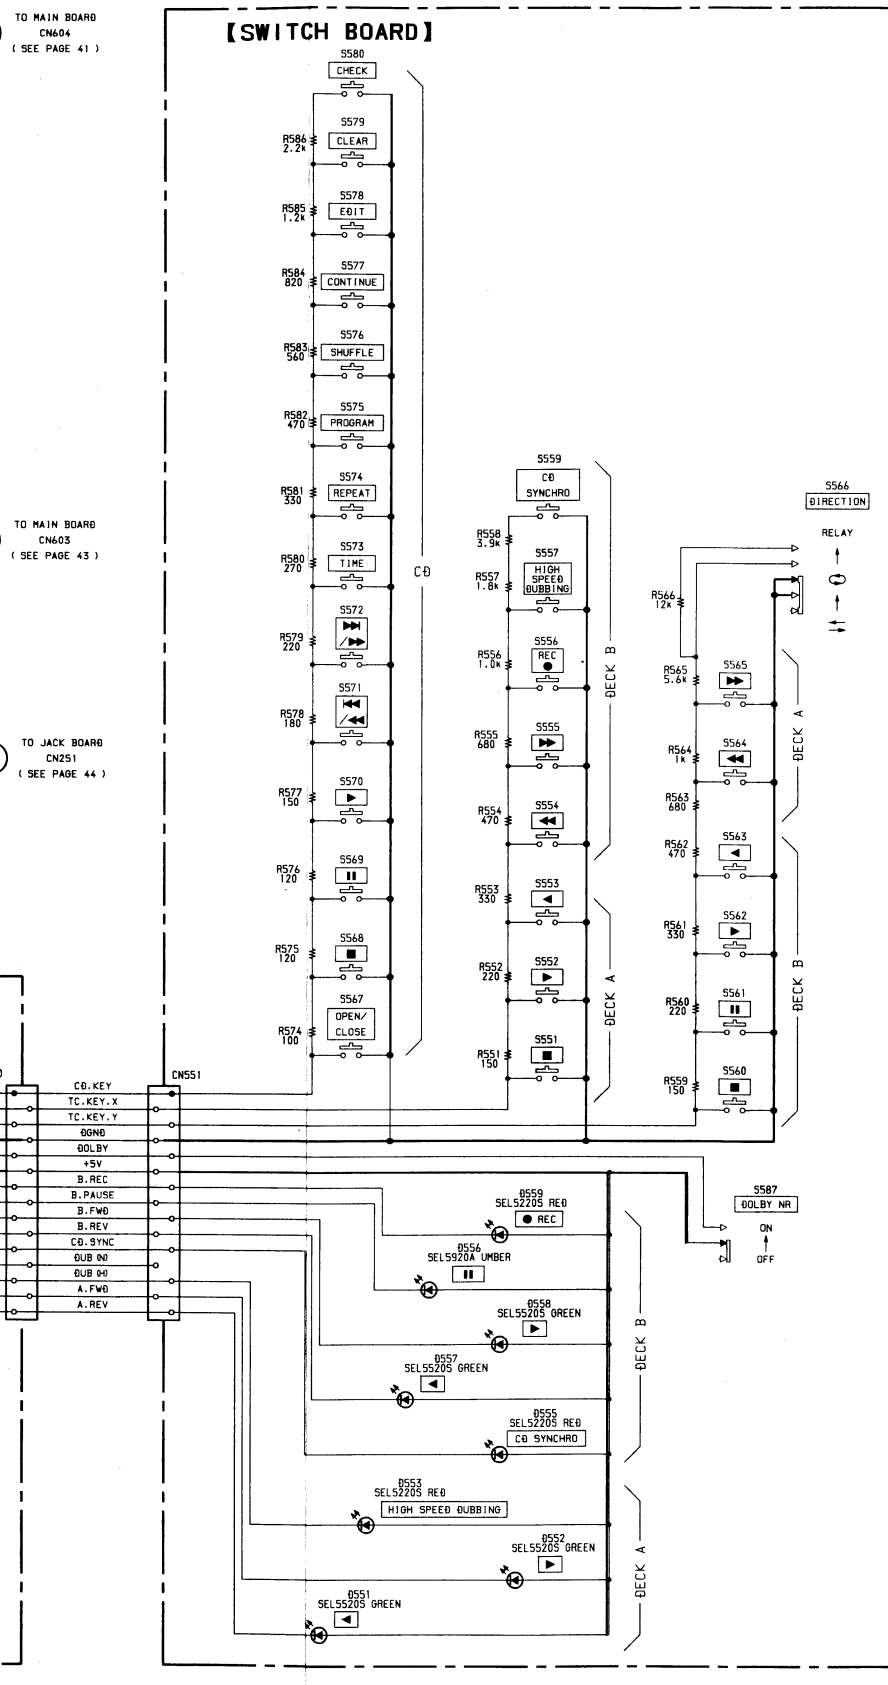 TO MAIN BOARD
CN604
( SEE PAGE 41 )
【SWITCH BOARD】
S580
CHECK
S579
R586
2.2k
CLEAR
S578
R585
1.2k
EDIT
S577
R584
820
CONTINUE
S576
R583
560
SHUFFLE
S575
R582
470
PROGRAM
S574
R581
330
REPEAT
S573
R580
270
TIME
S572
R579
220
S571
R578
180
S570
R577
150
S569
R576
120
S568
R575
120
S567
R574
100
OPEN/
CLOSE
CD
TO MAIN BOARD
CN603
( SEE PAGE 43 )
TO JACK BOARD
CN251
( SEE PAGE 44 )
S559
CD
SYNCHRO
R558
3.9k
S557
R557
1.8k
HIGH
SPEED
DUBBING
S556
R556
1.0k
REC
S555
R555
680
S554
R554
470
DECK B
S553
R553
330
S552
R552
220
S551
R551
150
DECK A
S566
DIRECTION
RELAY
R566
12k
S565
R565
5.6k
S564
R564
1k
R563
680
DECK A
S563
R562
470
S562
R561
330
S561
R560
220
S560
R559
150
DECK B
CN551
CD.KEY
TC.KEY.X
TC.KEY.Y
DGND
DOLBY
+5V
B.REC
B.PAUSE
B.FWD
B.REV
CD.SYNC
DUB (N)
DUB (H)
A.FWD
A.REV
S587
DOLBY NR
ON
OFF
D559
SEL5220S RED
REC
D556
SEL5920A UMBER
D558
SEL5520S GREEN
D557
SEL5520S GREEN
D555
SEL5220S RED
CD SYNCHRO
DECK B
D553
SEL5220S RED
HIGH SPEED DUBBING
D552
SEL5520S GREEN
D551
SEL5520S GREEN
DECK A